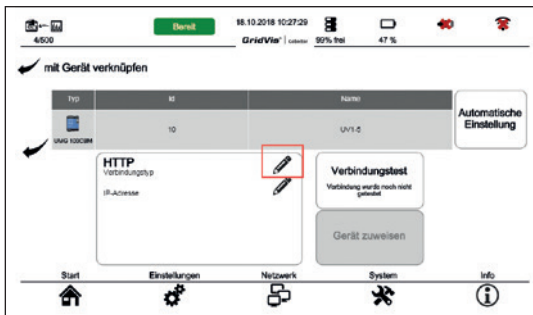 Bereit
18.10.2018 10:27:29
4/500
GridVis® | collector
99% frei
47 %
mit Gerät verknüpfen
Typ
Id
Name
10
UV1-5
Automatische
Einstellung
HTTP
Verbindungstyp
IP-Adresse
Verbindungstest
Verbindung wurde noch nicht
getestet
Gerät zuweisen
Start
Einstellungen
Netzwerk
System
Info